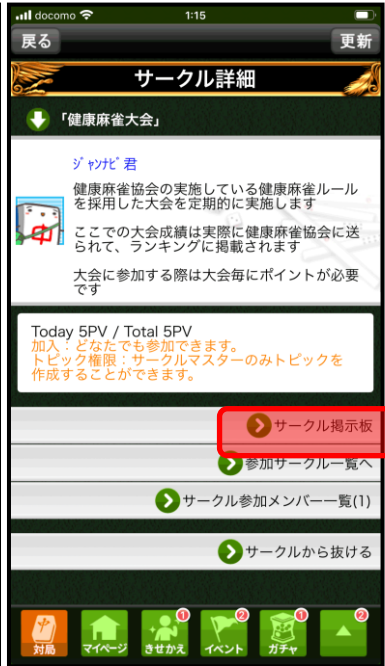 docomo 1:15
戻る 更新
サークル詳細
「健康麻雀大会」
ジャンナビ君
健康麻雀協会の実施している健康麻雀ルール
を採用した大会を定期的に実施します
ここでの大会成績は実際に健康麻雀協会に送
られて、ランキングに掲載されます
大会に参加する際は大会毎にポイントが必要
です
中
Today 5PV / Total 5PV
加入：どなたでも参加できます。
トピック権限：サークルマスターのみトピックを
作成することができます。
サークル掲示板
参加サークル一覧へ
サークル参加メンバー一覧(1)
サークルから抜ける
1 2 1 2
対局 マイページ きせかえ イベント ガチャ